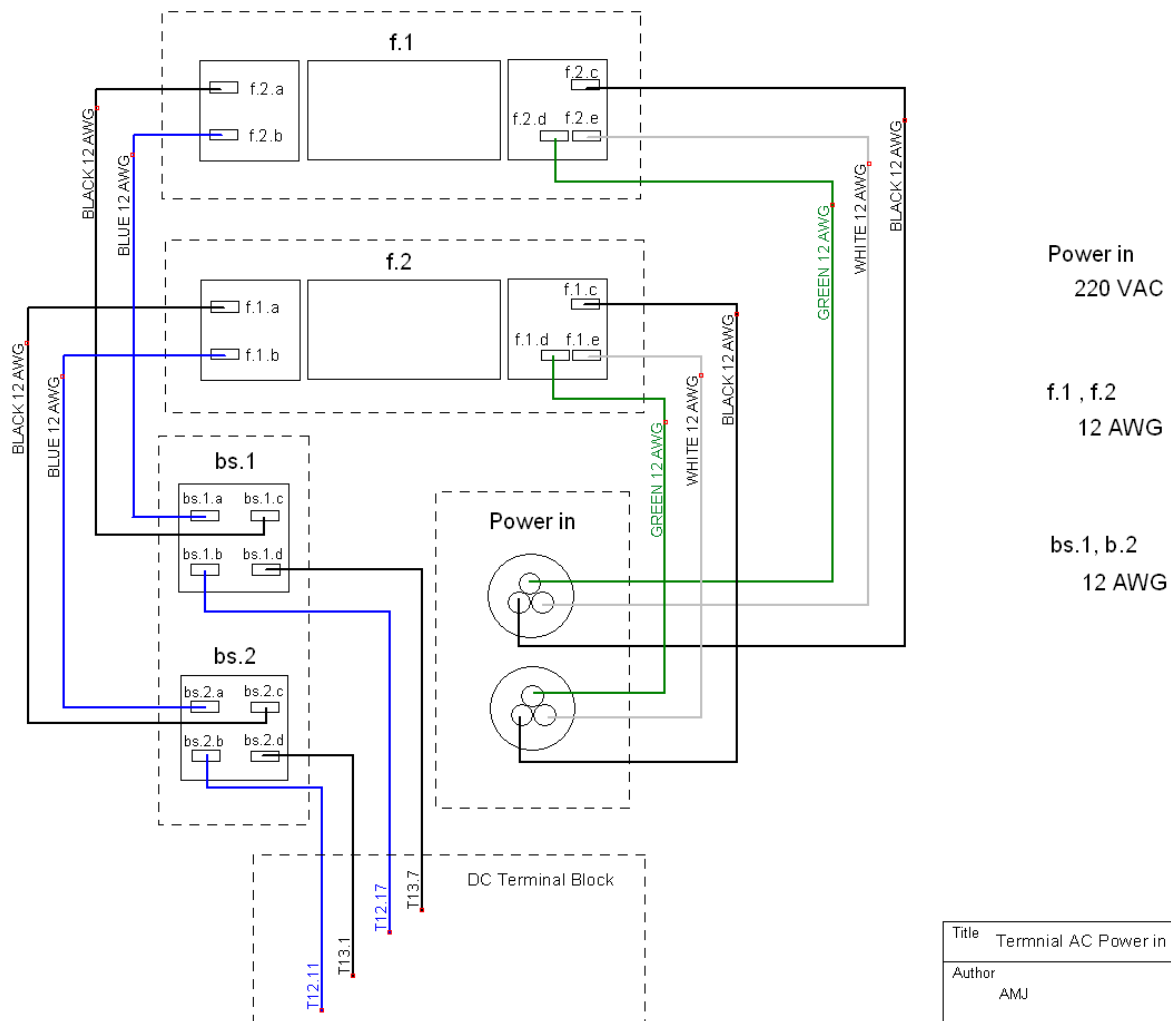 f.1
f.2.a
f.2.b
f.2.c
f.2.d
f.2.e
BLACK 12 AWG
BLUE 12 AWG
GREEN 12 AWG
WHITE 12 AWG
BLACK 12 AWG
f.2
f.1.a
f.1.b
f.1.c
f.1.d
f.1.e
BLACK 12 AWG
BLUE 12 AWG
GREEN 12 AWG
WHITE 12 AWG
BLACK 12 AWG
Power in
220 VAC
f.1 , f.2
12 AWG
bs.1, b.2
12 AWG
bs.1
bs.1.a
bs.1.c
bs.1.b
bs.1.d
bs.2
bs.2.a
bs.2.c
bs.2.b
bs.2.d
Power in
DC Terminal Block
T12.11
T13.1
T12.17
T13.7
Title Termnial AC Power in
Author
AMJ